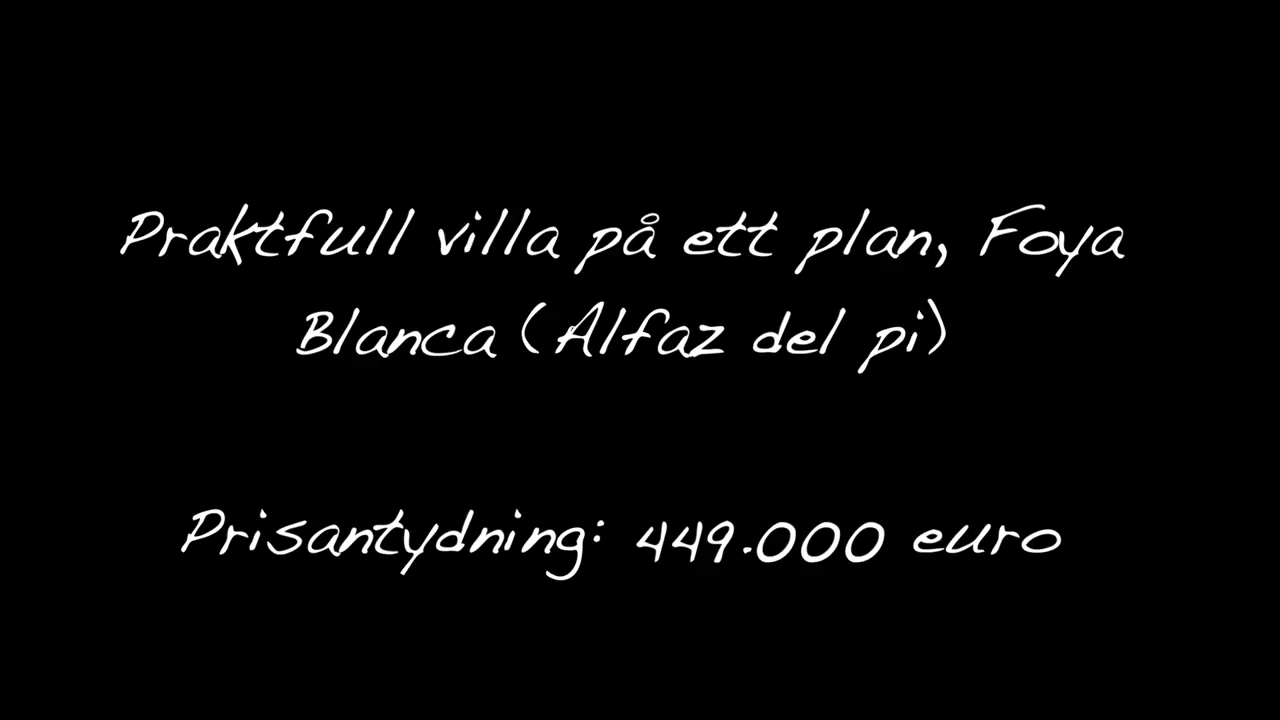 Praktfull villa på ett plan, Foya
Blanca (Alfaz del pi)
Prisantydning: 449.000 euro